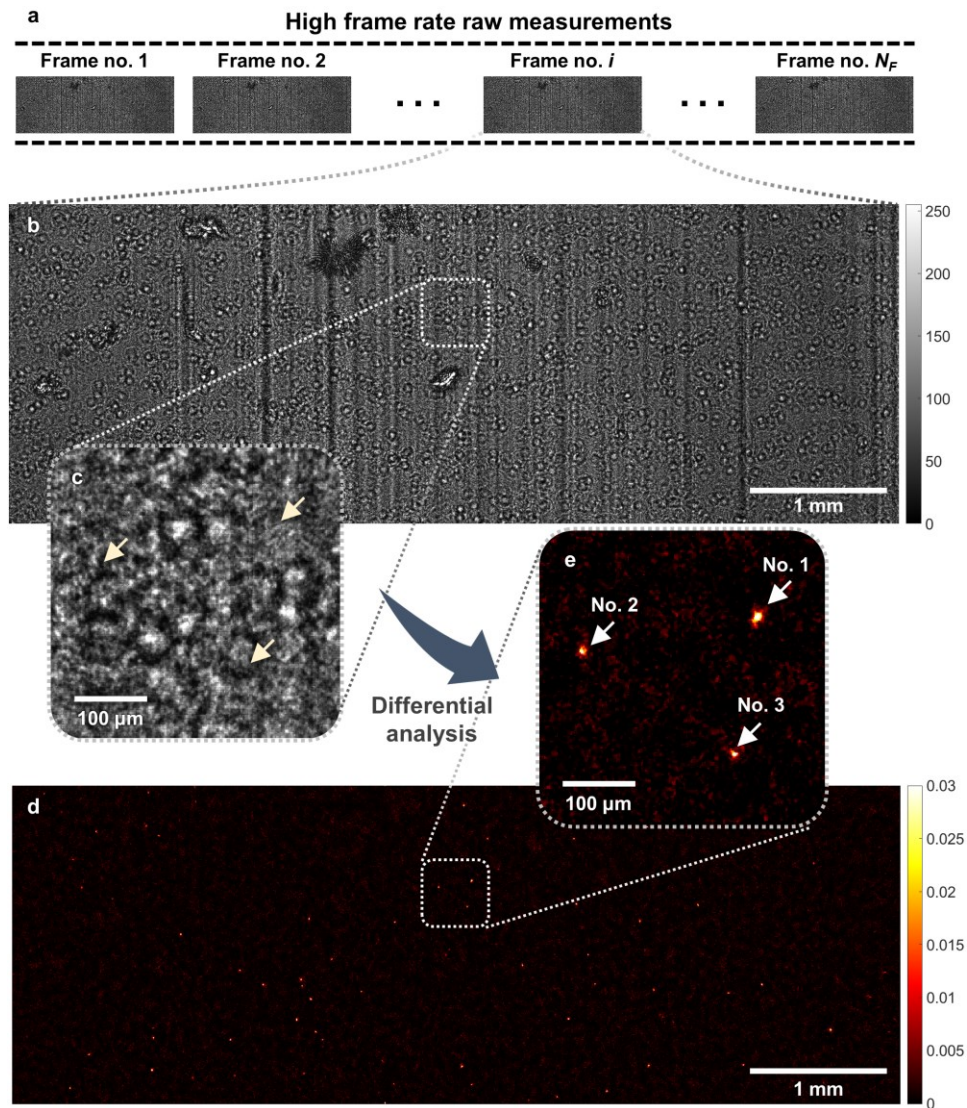 a
High frame rate raw measurements
Frame no. 1
Frame no. 2
Frame no. i
Frame no. N_F
b
250
200
150
100
50
0
1 mm
c
100 µm
Differential
analysis
e
No. 1
No. 2
No. 3
100 µm
d
0.03
0.025
0.02
0.015
0.01
0.005
0
1 mm